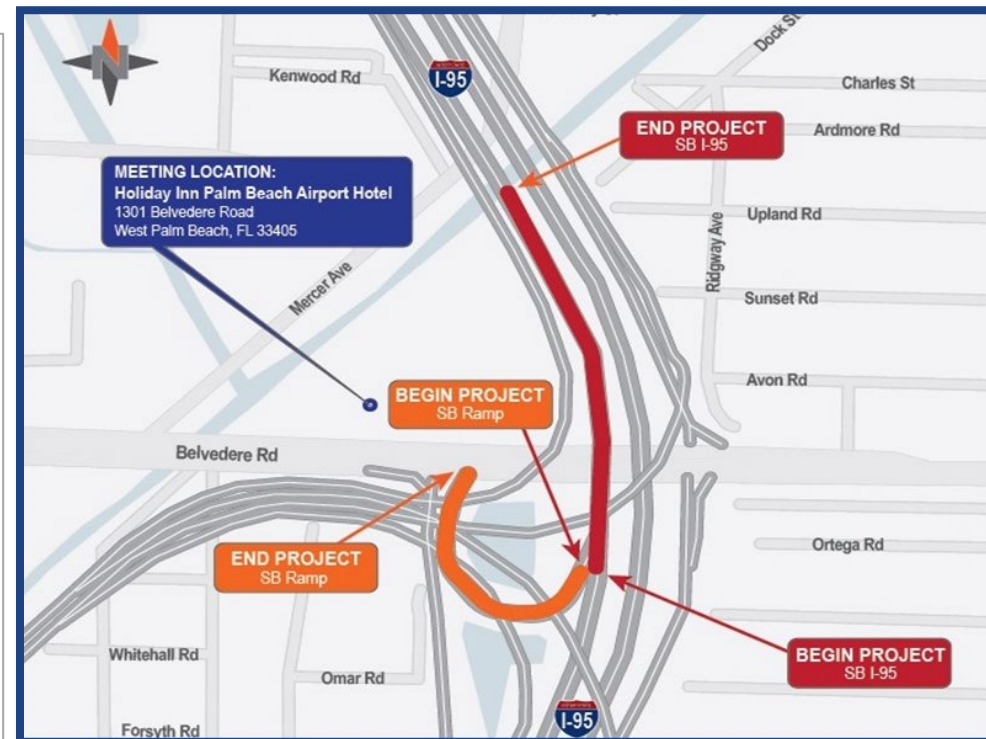 Dock St.
Kenwood Rd
I-95
Charles St
END PROJECT
SB I-95
Ardmore Rd
MEETING LOCATION:
Holiday Inn Palm Beach Airport Hotel
1301 Belvedere Road
West Palm Beach, FL 33405
Upland Rd
Ridgway Ave
Mercer Ave
Sunset Rd
Avon Rd
BEGIN PROJECT
SB Ramp
Belvedere Rd
Ortega Rd
END PROJECT
SB Ramp
Whitehall Rd
BEGIN PROJECT
SB I-95
Omar Rd
I-95
Forsyth Rd
N